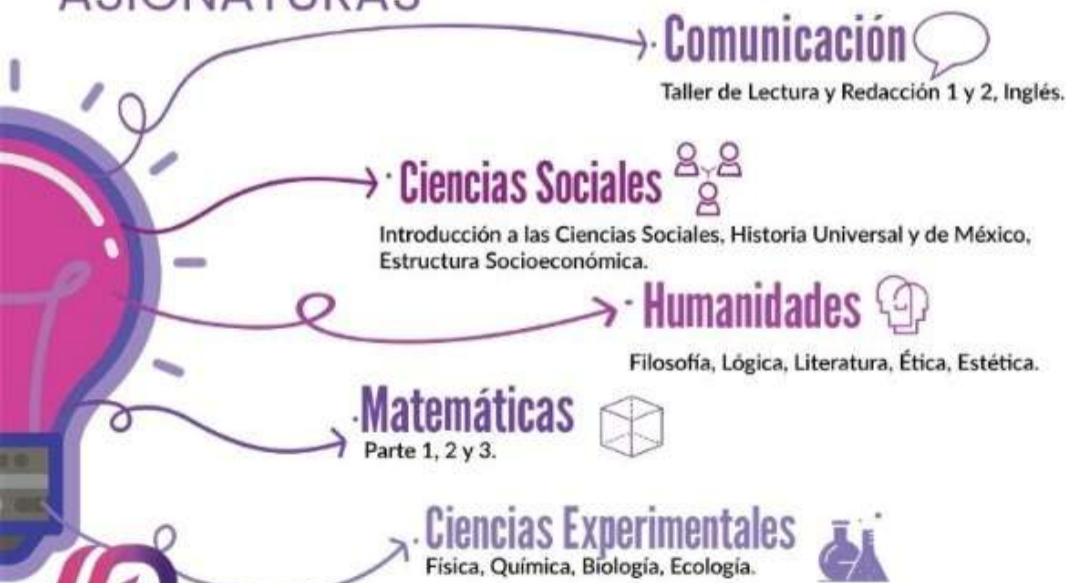 ASIGNATURAS
Comunicación
Taller de Lectura y Redacción 1 y 2, Inglés.
Ciencias Sociales
Introducción a las Ciencias Sociales, Historia Universal y de México,
Estructura Socioeconómica.
Humanidades
Filosofía, Lógica, Literatura, Ética, Estética.
Matemáticas
Parte 1, 2 y 3.
Ciencias Experimentales
Física, Química, Biología, Ecología.